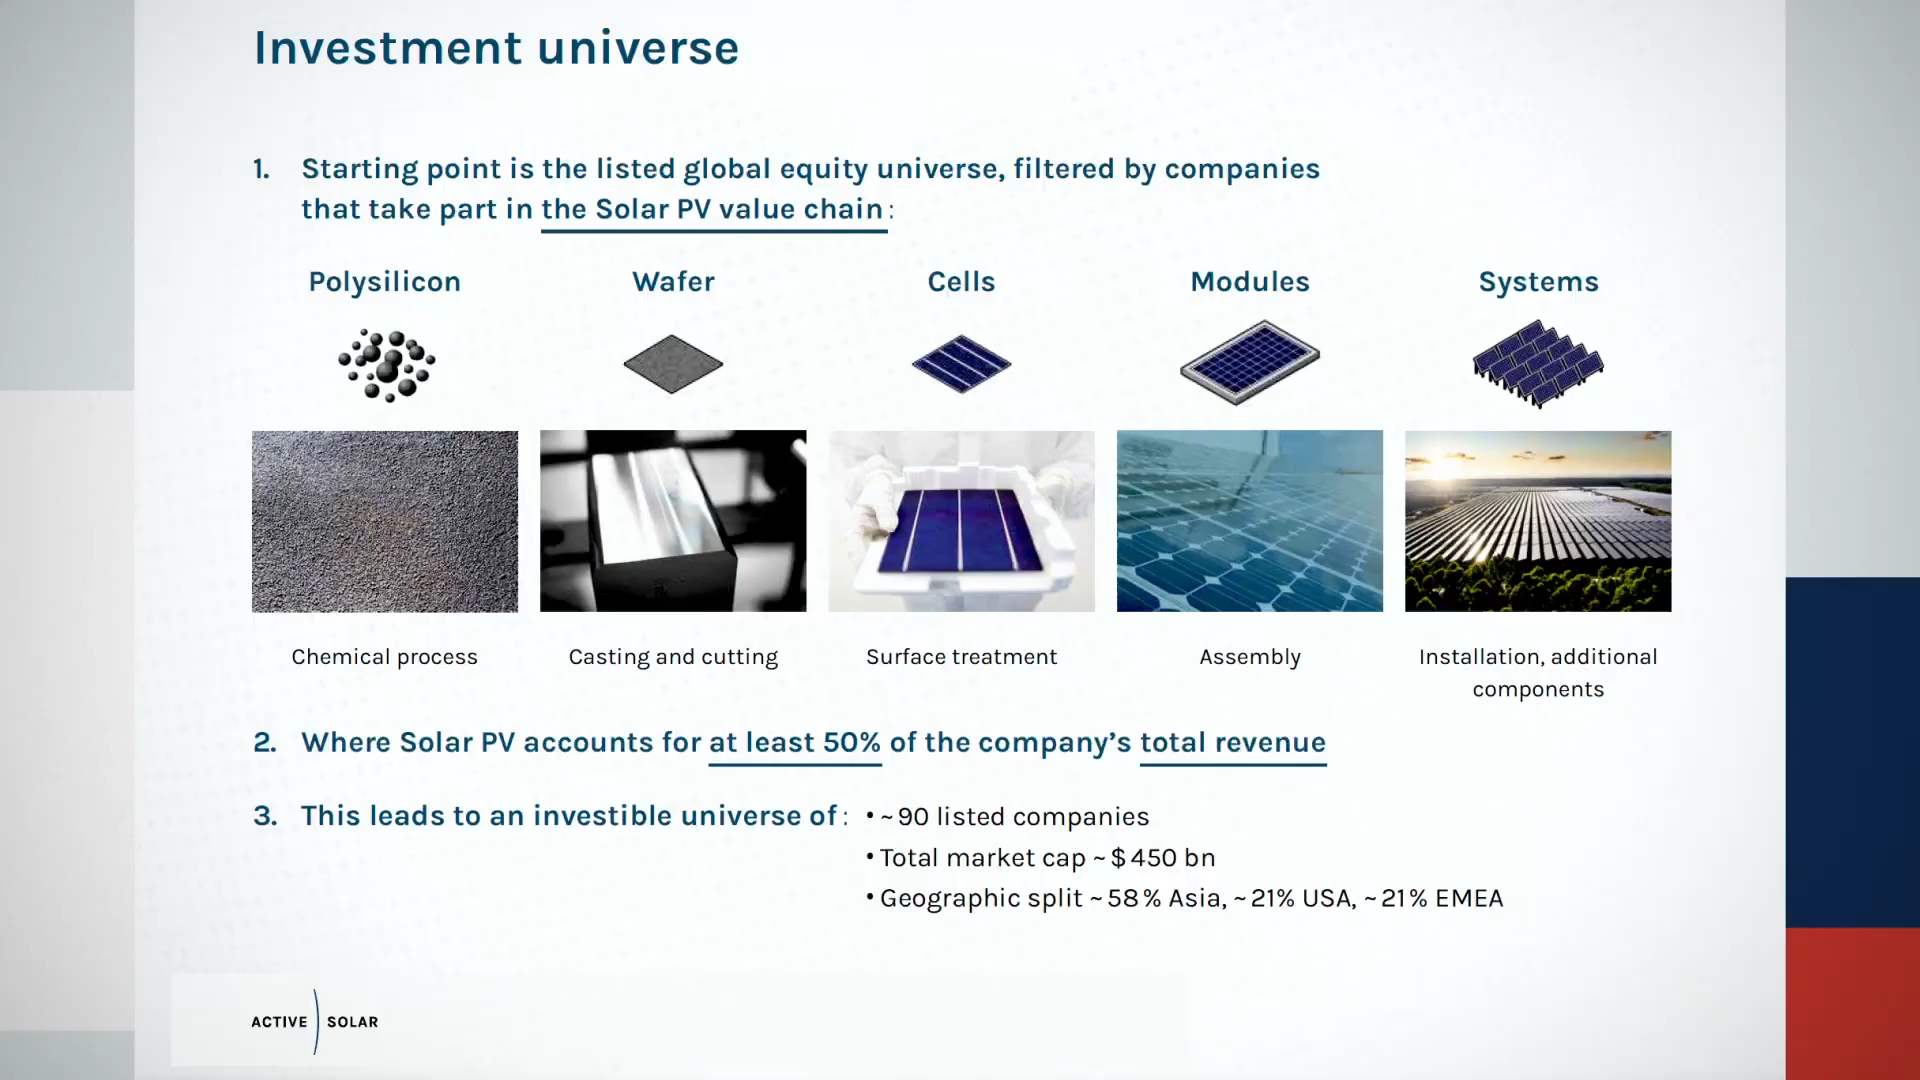 Investment universe
1. Starting point is the listed global equity universe, filtered by companies
that take part in the Solar PV value chain :
Polysilicon
Wafer
Cells
Modules
Systems
Chemical process
Casting and cutting
Surface treatment
Assembly
Installation, additional
components
2. Where Solar PV accounts for at least 50% of the company’s total revenue
3. This leads to an investible universe of :
• ~ 90 listed companies
• Total market cap ~ $ 450 bn
• Geographic split ~ 58 % Asia, ~ 21% USA, ~ 21 % EMEA
ACTIVE SOLAR